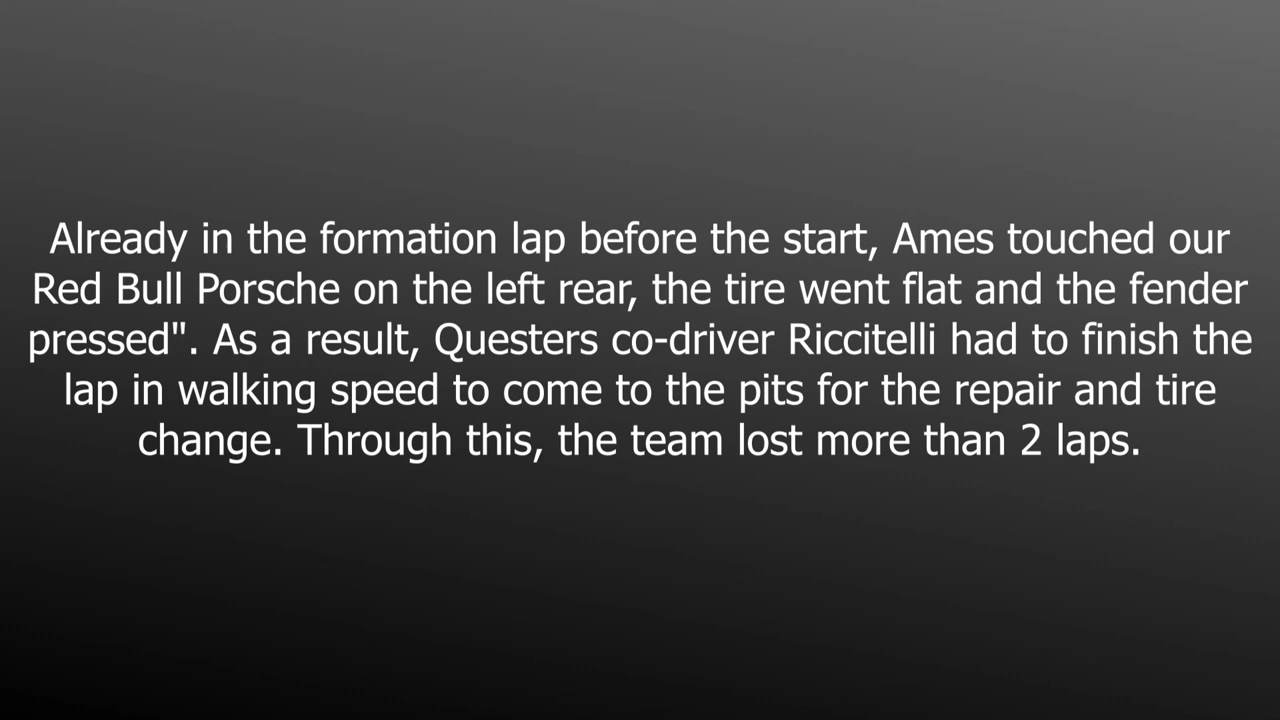 Already in the formation lap before the start, Ames touched our
Red Bull Porsche on the left rear, the tire went flat and the fender
pressed". As a result, Questers co-driver Riccitelli had to finish the
lap in walking speed to come to the pits for the repair and tire
change. Through this, the team lost more than 2 laps.